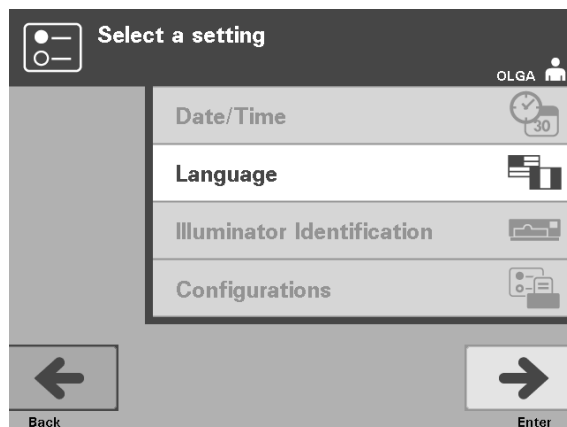 Select a setting
OLGA
Date/Time
30
Language
Illuminator Identification
Configurations
Back
Enter